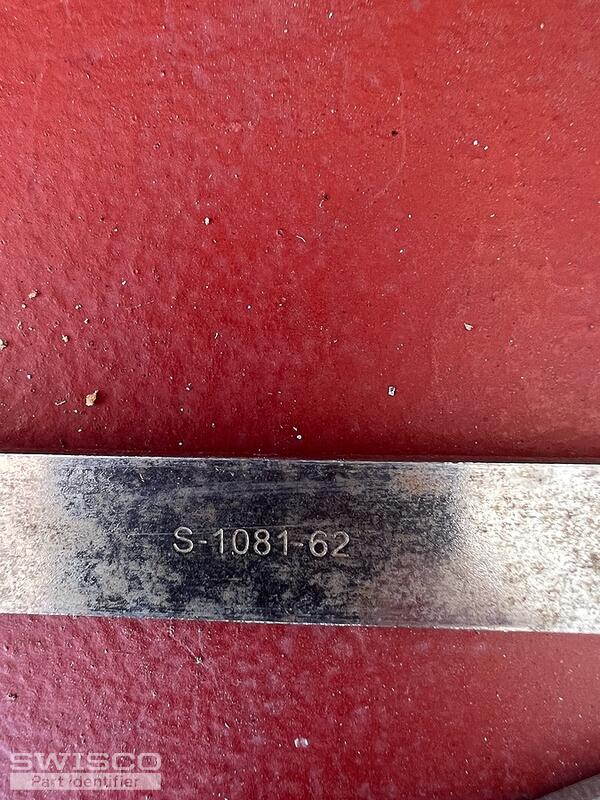 S-1081-62
SWISCO
Part Identifier